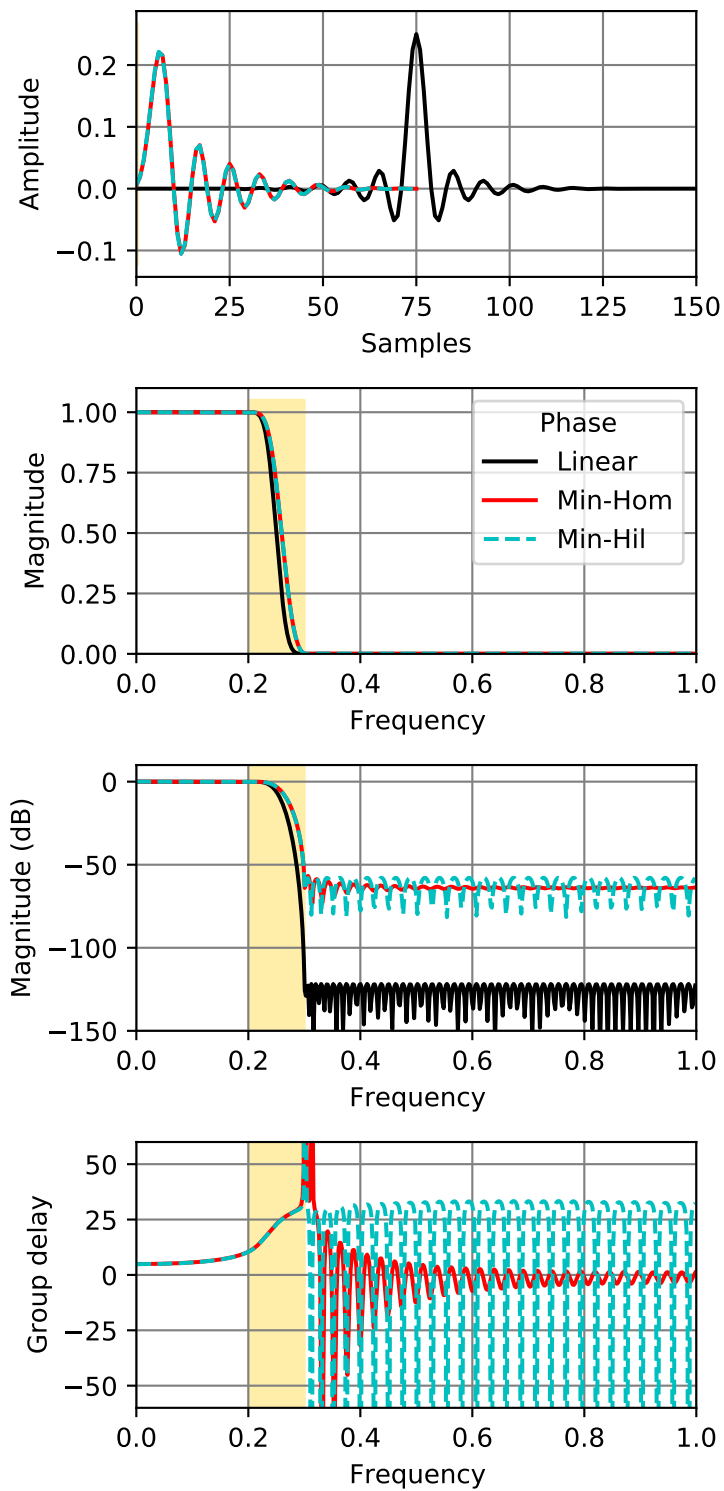 0.2
0.1
0.0
−0.1
Amplitude
0 25 50 75 100 125 150
Samples
1.00
0.75
0.50
0.25
0.00
Magnitude
Phase
Linear
Min-Hom
Min-Hil
0.0 0.2 0.4 0.6 0.8 1.0
Frequency
0
−50
−100
−150
Magnitude (dB)
0.0 0.2 0.4 0.6 0.8 1.0
Frequency
50
25
0
−25
−50
Group delay
0.0 0.2 0.4 0.6 0.8 1.0
Frequency